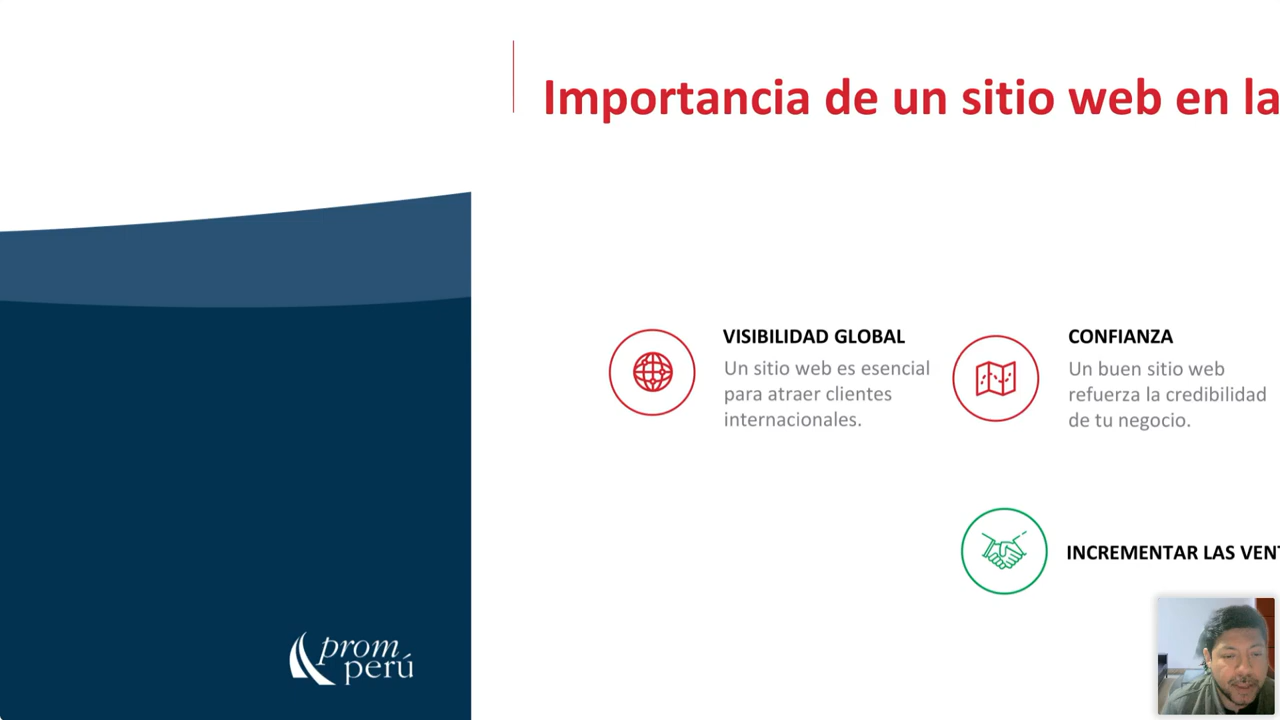 Importancia de un sitio web en la
VISIBILIDAD GLOBAL
Un sitio web es esencial
para atraer clientes
internacionales.
CONFIANZA
Un buen sitio web
refuerza la credibilidad
de tu negocio.
INCREMENTAR LAS VENT
prom
perú